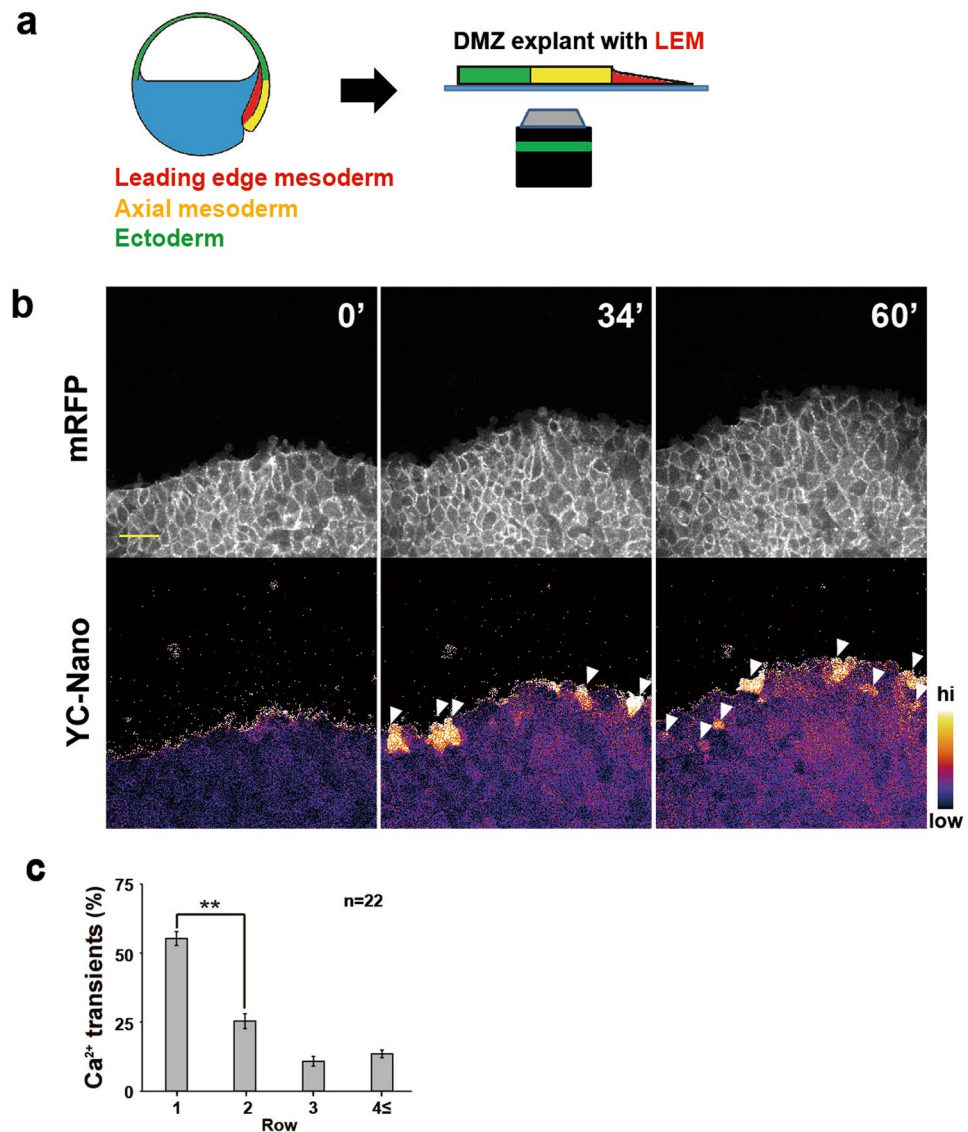 a
DMZ explant with LEM
Leading edge mesoderm
Axial mesoderm
Ectoderm
b
0’ 34’ 60’
mRFP
YC-Nano
hi
low
c
Ca²⁺ transients (%)
75
50
25
0
**
n=22
1 2 3 4≤
Row